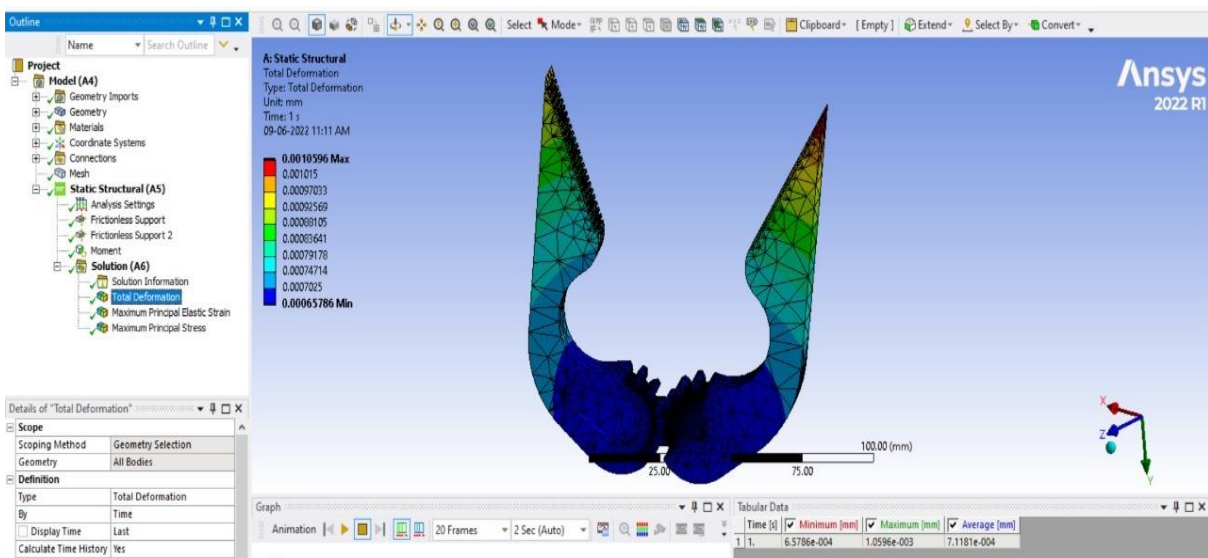 Outline
Name
Search Outline
Project
Model (A4)
Geometry Imports
Geometry
Materials
Coordinate Systems
Connections
Mesh
Static Structural (A5)
Analysis Settings
Frictionless Support
Frictionless Support 2
Moment
Solution (A6)
Solution Information
Total Deformation
Maximum Principal Elastic Strain
Maximum Principal Stress
Details of "Total Deformation"
Scope
Scoping Method Geometry Selection
Geometry All Bodies
Definition
Type Total Deformation
By Time
Display Time Last
Calculate Time History Yes
Select Mode Clipboard [Empty] Extend Select By Convert
A: Static Structural
Total Deformation
Type: Total Deformation
Unit: mm
Time: 1 s
09-06-2022 11:11 AM
0.0010596 Max
0.001015
0.00097033
0.00092569
0.00088105
0.00083641
0.00079178
0.00074714
0.0007025
0.00065786 Min
Ansys
2022 R1
100.00 (mm)
25.00 75.00
X
Z
Y
Graph
Animation 20 Frames 2 Sec (Auto)
Tabular Data
Time [s] Minimum [mm] Maximum [mm] Average [mm]
1 1. 6.5786e-004 1.0596e-003 7.1181e-004